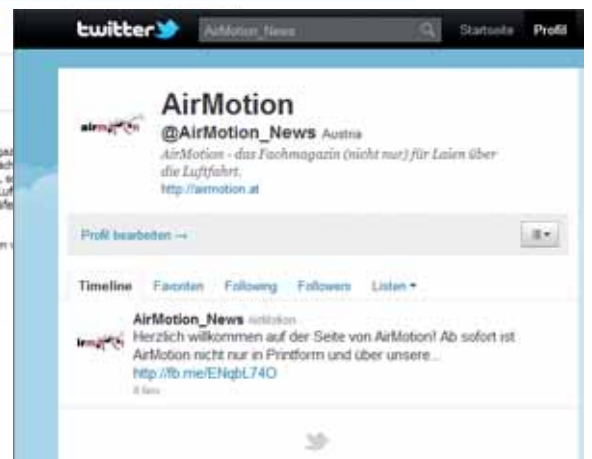 twitter
AirMotion_News
Startseite
Profil
AirMotion
airmotion
@AirMotion_News Austria
AirMotion - das Fachmagazin (nicht nur) für Laien über
die Luftfahrt.
http://airmotion.at
Profil bearbeiten →
Timeline Favoriten Following Followers Listen
AirMotion_News AirMotion
Herzlich willkommen auf der Seite von AirMotion! Ab sofort ist
AirMotion nicht nur in Printform und über unsere...
http://fb.me/ENqbL74O